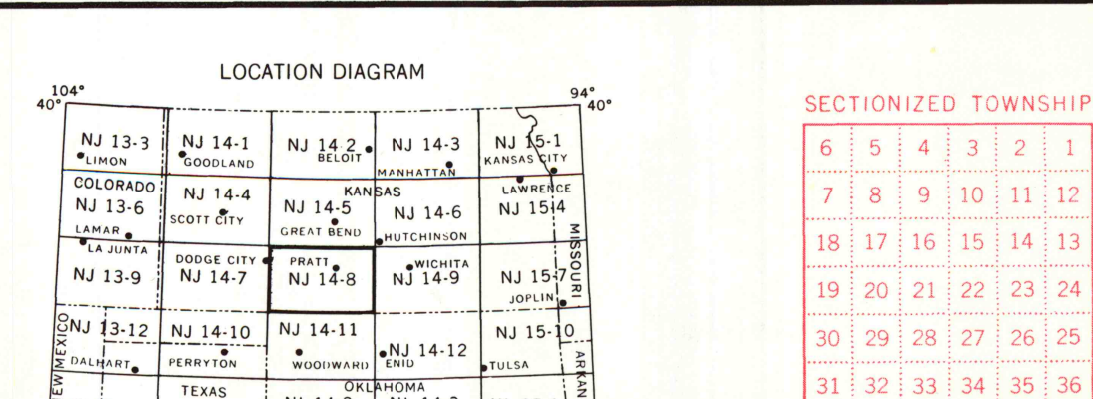 LOCATION DIAGRAM
104° 94°
40° 40°
NJ 13-3 NJ 14-1 NJ 14 2 NJ 14-3 NJ 15-1
LIMON GOODLAND BELOIT MANHATTAN KANSAS CITY
COLORADO KANSAS LAWRENCE
NJ 13-6 NJ 14-4 NJ 14-5 NJ 14-6 NJ 15-4
LAMAR SCOTT CITY GREAT BEND HUTCHINSON
MISSOURI
LA JUNTA DODGE CITY PRATT WICHITA
NJ 13-9 NJ 14-7 NJ 14-8 NJ 14-9 NJ 15-7
JOPLIN
NJ 13-12 NJ 14-10 NJ 14-11 NJ 14-12 NJ 15-10
DALHART PERRYTON WOODWARD ENID TULSA
EW MEXICO
ARKAN
TEXAS OKLAHOMA
SECTIONIZED TOWNSHIP
6 5 4 3 2 1
7 8 9 10 11 12
18 17 16 15 14 13
19 20 21 22 23 24
30 29 28 27 26 25
31 32 33 34 35 36